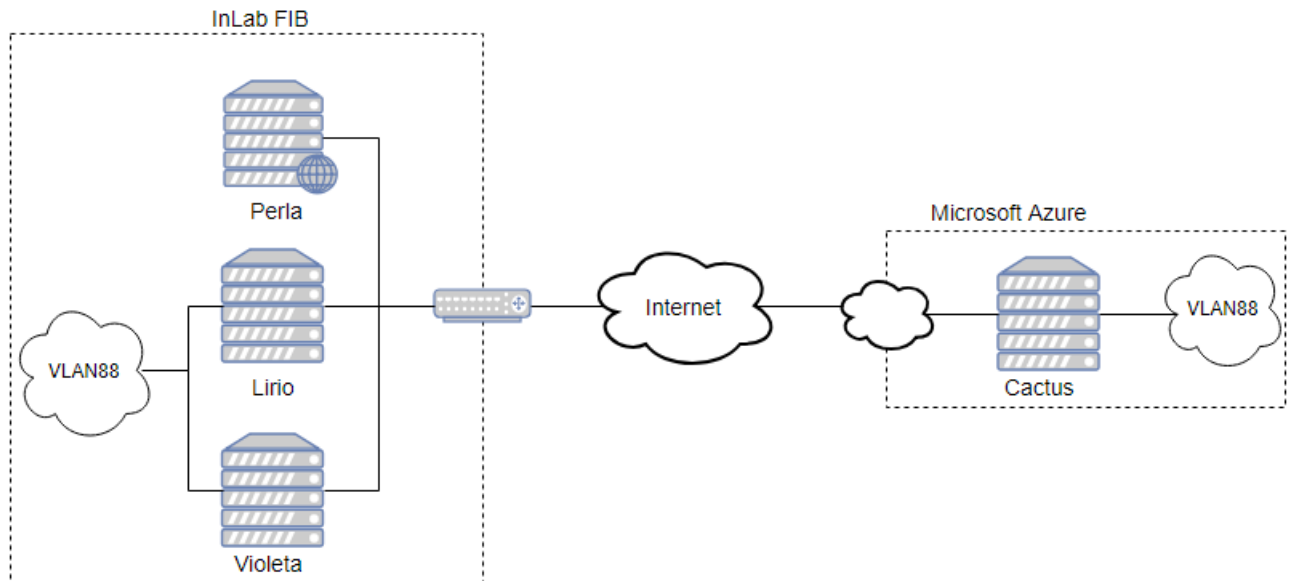 InLab FIB
Perla
Microsoft Azure
Internet
VLAN88
VLAN88
Lirio
Cactus
Violeta